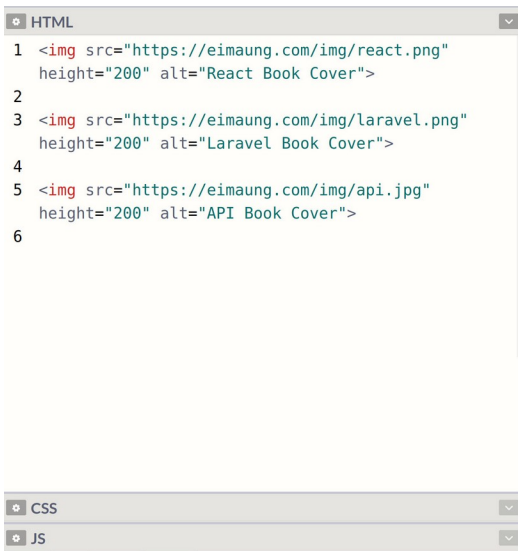 HTML
1 <img src="https://eimaung.com/img/react.png"
height="200" alt="React Book Cover">
2
3 <img src="https://eimaung.com/img/laravel.png"
height="200" alt="Laravel Book Cover">
4
5 <img src="https://eimaung.com/img/api.jpg"
height="200" alt="API Book Cover">
6
CSS
JS